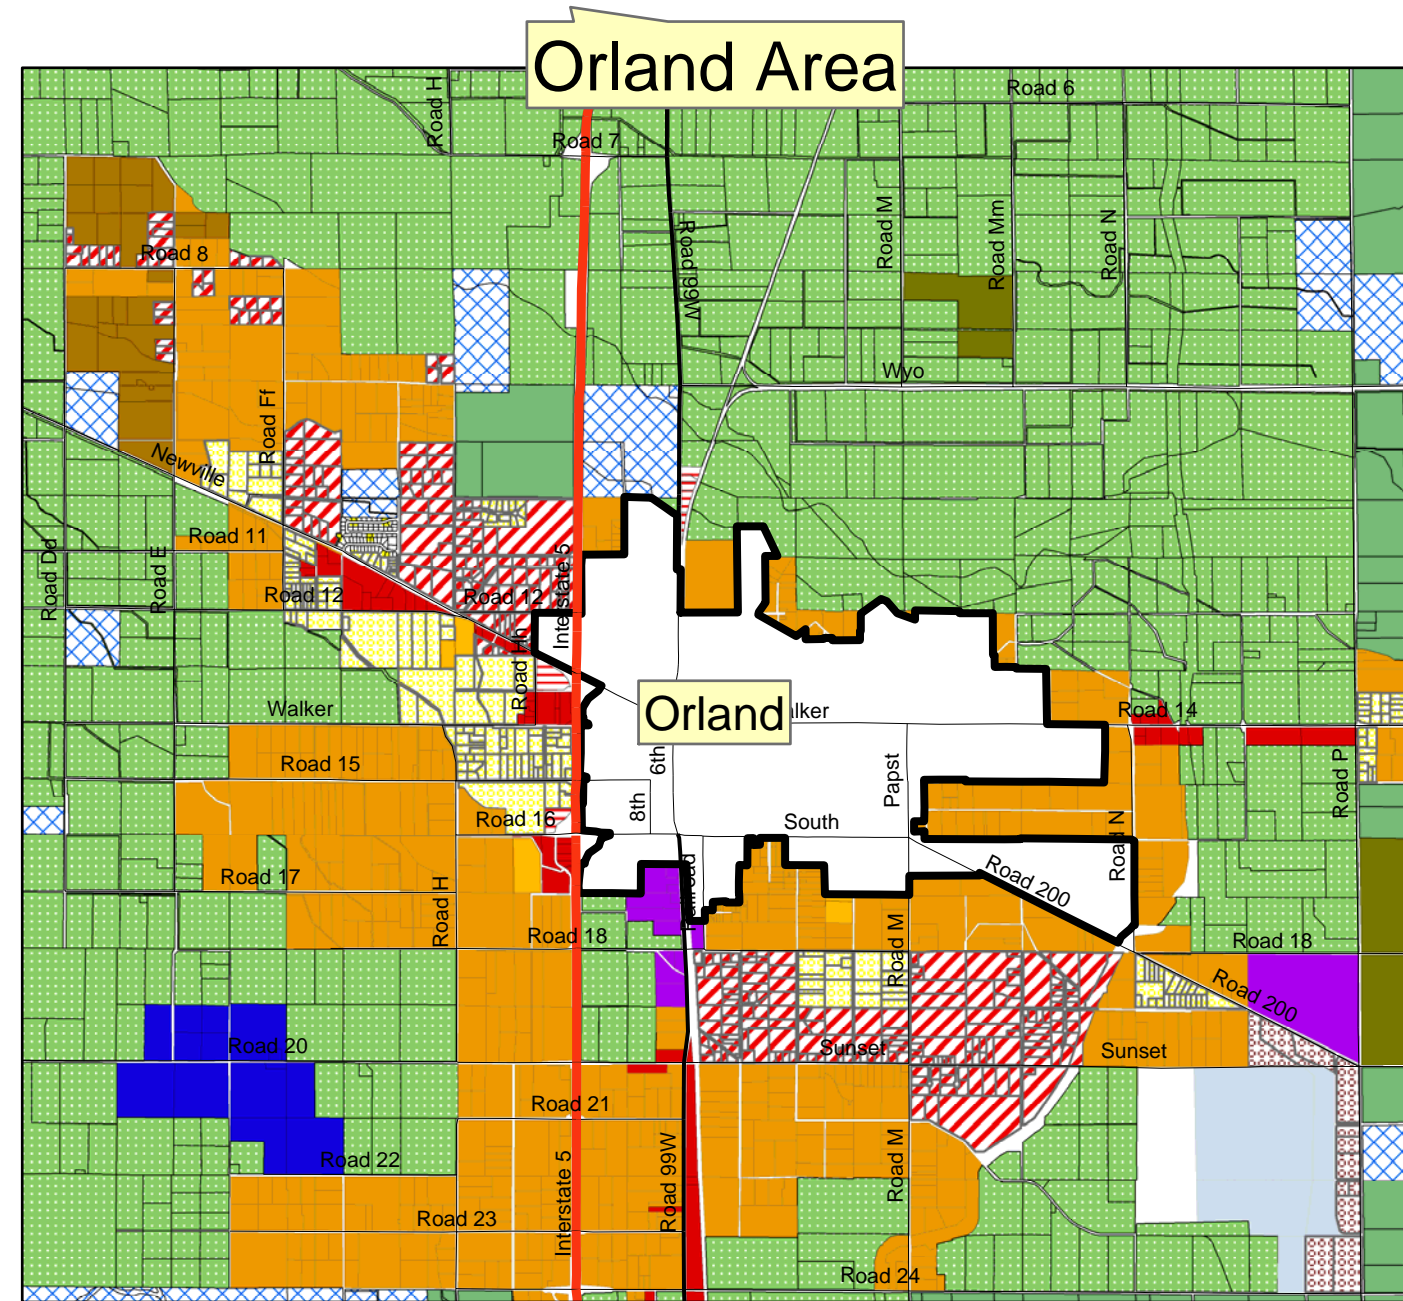 Orland Area
Road 6
Road H
Road 7
Road M
Road Mm
Road N
Road 99W
Road 8
Wyo
Road Ff
Newville
Road 11
Road Dd
Road E
Road 12
Road 12
Interstate 5
Road Hh
Walker
Orland
alker
Road 14
Road 15
6th
Papst
Road P
Road 16
8th
South
Road N
Road 17
Road 200
Road H
Railroad
Road M
Road 18
Road 18
Road 200
Road 20
Sunset
Sunset
Road 21
Road 22
Road 99W
Road M
Interstate 5
Road 23
Road 24